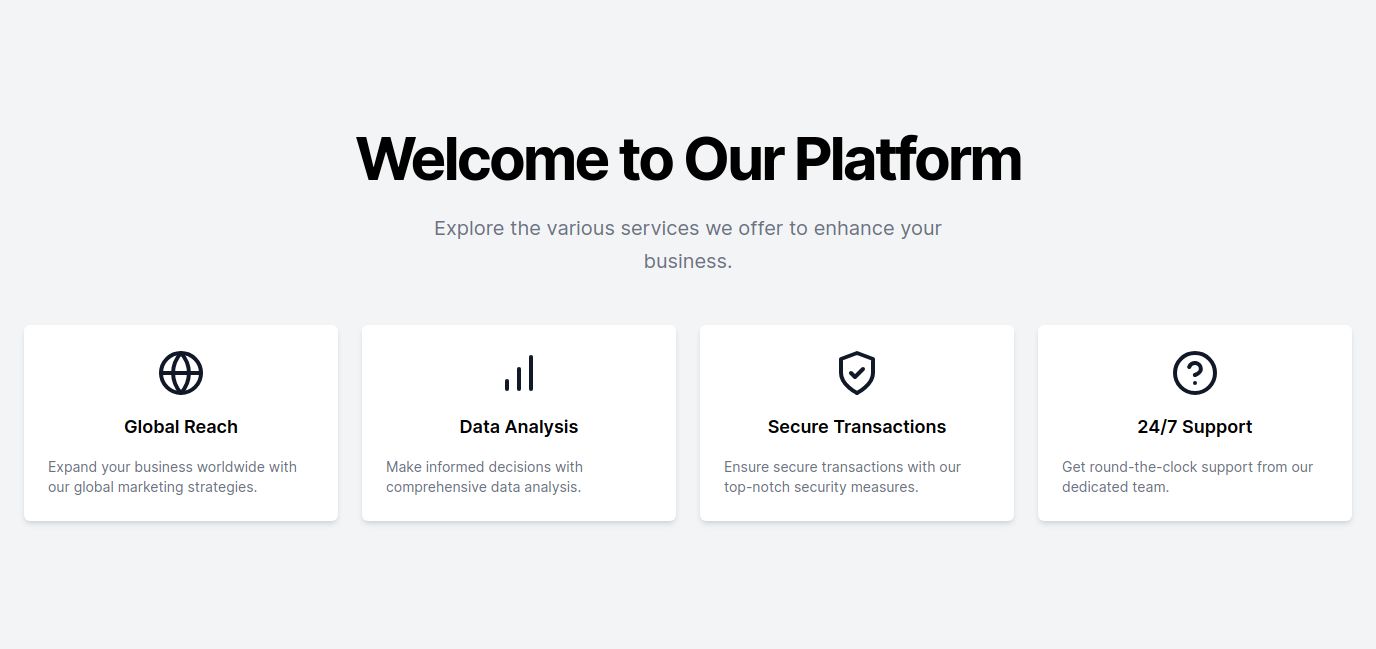 Welcome to Our Platform
Explore the various services we offer to enhance your
business.
Global Reach
Expand your business worldwide with
our global marketing strategies.
Data Analysis
Make informed decisions with
comprehensive data analysis.
Secure Transactions
Ensure secure transactions with our
top-notch security measures.
24/7 Support
Get round-the-clock support from our
dedicated team.